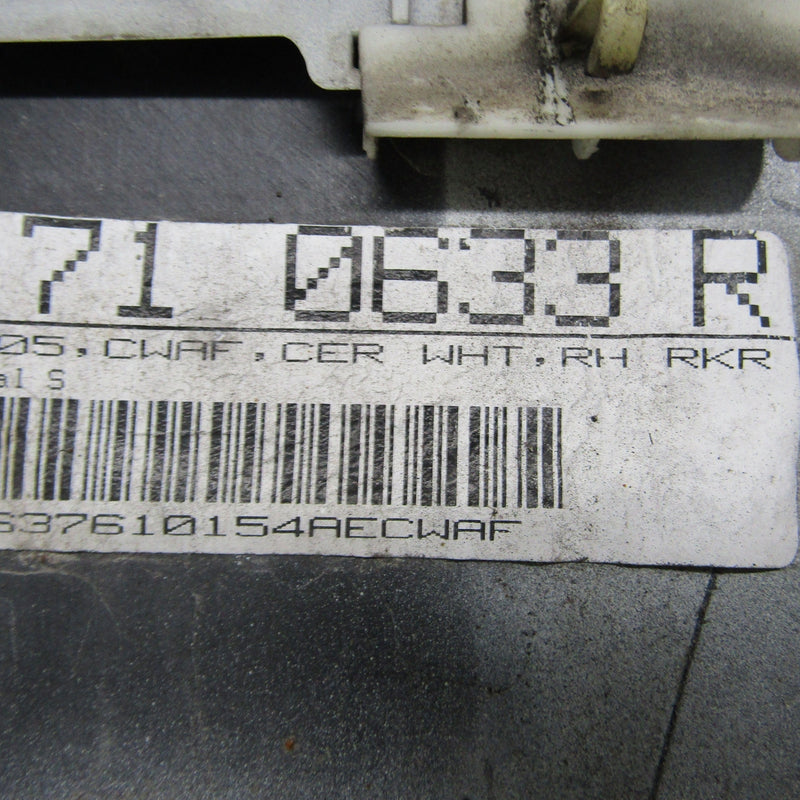 71 0633 R
05,CWAF,CER WHT,RH RKR
al S
637610154AECWAF